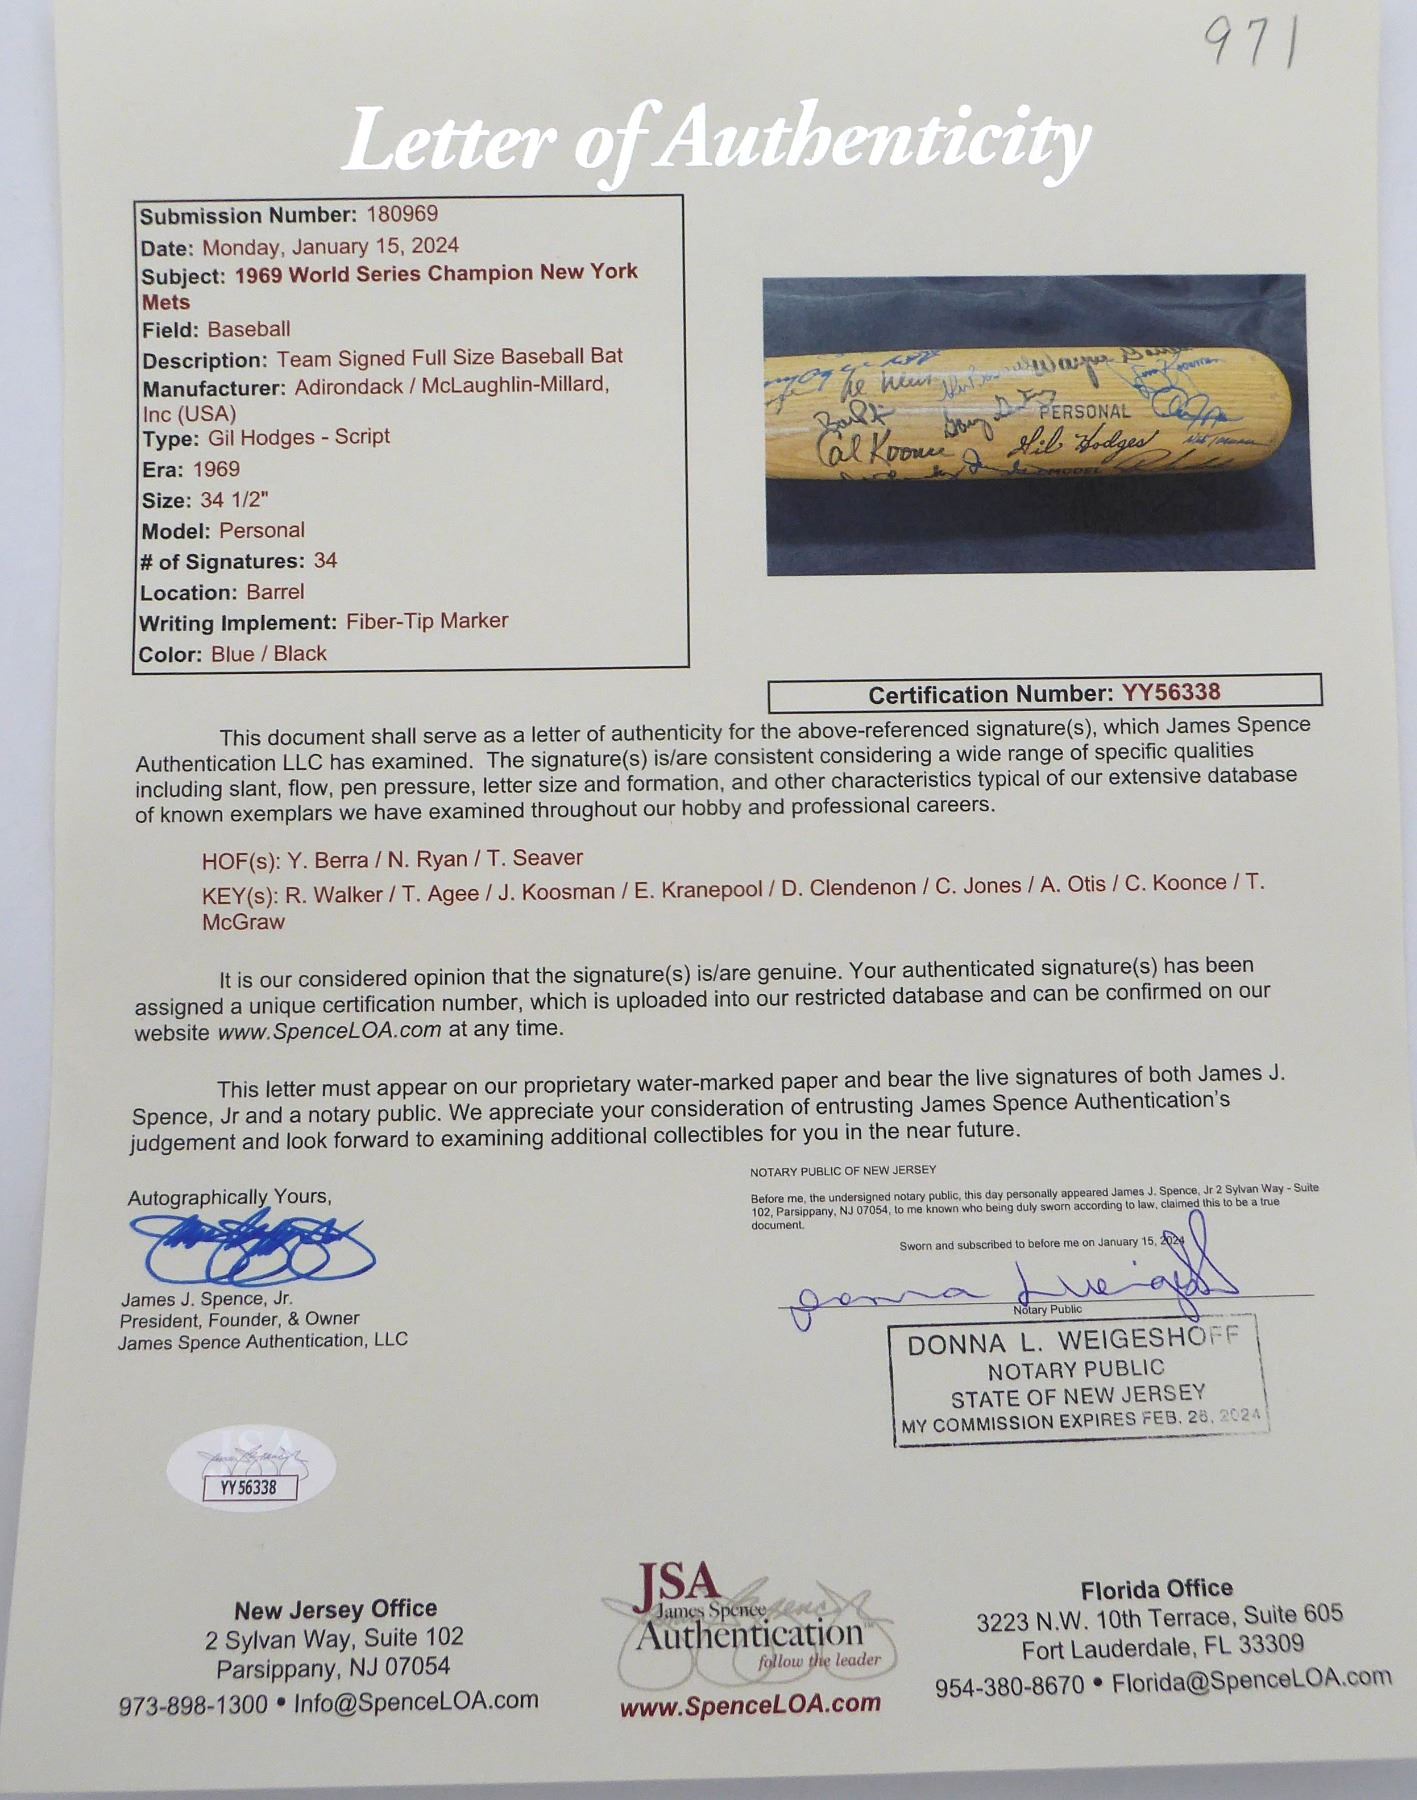 971
Letter of Authenticity
Submission Number: 180969
Date: Monday, January 15, 2024
Subject: 1969 World Series Champion New York
Mets
Field: Baseball
Description: Team Signed Full Size Baseball Bat
Manufacturer: Adirondack / McLaughlin-Millard,
Inc (USA)
Type: Gil Hodges - Script
Era: 1969
Size: 34 1/2"
Model: Personal
# of Signatures: 34
Location: Barrel
Writing Implement: Fiber-Tip Marker
Color: Blue / Black
PERSONAL
Cal Koonce
Gil Hodges
MODEL
Certification Number: YY56338
This document shall serve as a letter of authenticity for the above-referenced signature(s), which James Spence
Authentication LLC has examined. The signature(s) is/are consistent considering a wide range of specific qualities
including slant, flow, pen pressure, letter size and formation, and other characteristics typical of our extensive database
of known exemplars we have examined throughout our hobby and professional careers.
HOF(s): Y. Berra / N. Ryan / T. Seaver
KEY(s): R. Walker / T. Agee / J. Koosman / E. Kranepool / D. Clendenon / C. Jones / A. Otis / C. Koonce / T.
McGraw
It is our considered opinion that the signature(s) is/are genuine. Your authenticated signature(s) has been
assigned a unique certification number, which is uploaded into our restricted database and can be confirmed on our
website www.SpenceLOA.com at any time.
This letter must appear on our proprietary water-marked paper and bear the live signatures of both James J.
Spence, Jr and a notary public. We appreciate your consideration of entrusting James Spence Authentication's
judgement and look forward to examining additional collectibles for you in the near future.
Autographically Yours,
James J. Spence, Jr.
President, Founder, & Owner
James Spence Authentication, LLC
NOTARY PUBLIC OF NEW JERSEY
Before me, the undersigned notary public, this day personally appeared James J. Spence, Jr 2 Sylvan Way - Suite
102, Parsippany, NJ 07054, to me known who being duly sworn according to law, claimed this to be a true
document.
Sworn and subscribed to before me on January 15, 2024
Donna L Weigeshoff
Notary Public
DONNA L. WEIGESHOFF
NOTARY PUBLIC
STATE OF NEW JERSEY
MY COMMISSION EXPIRES FEB. 26, 2024
JSA
YY56338
New Jersey Office
2 Sylvan Way, Suite 102
Parsippany, NJ 07054
973-898-1300 • Info@SpenceLOA.com
JSA
James Spence
Authentication™
follow the leader
www.SpenceLOA.com
Florida Office
3223 N.W. 10th Terrace, Suite 605
Fort Lauderdale, FL 33309
954-380-8670 • Florida@SpenceLOA.com